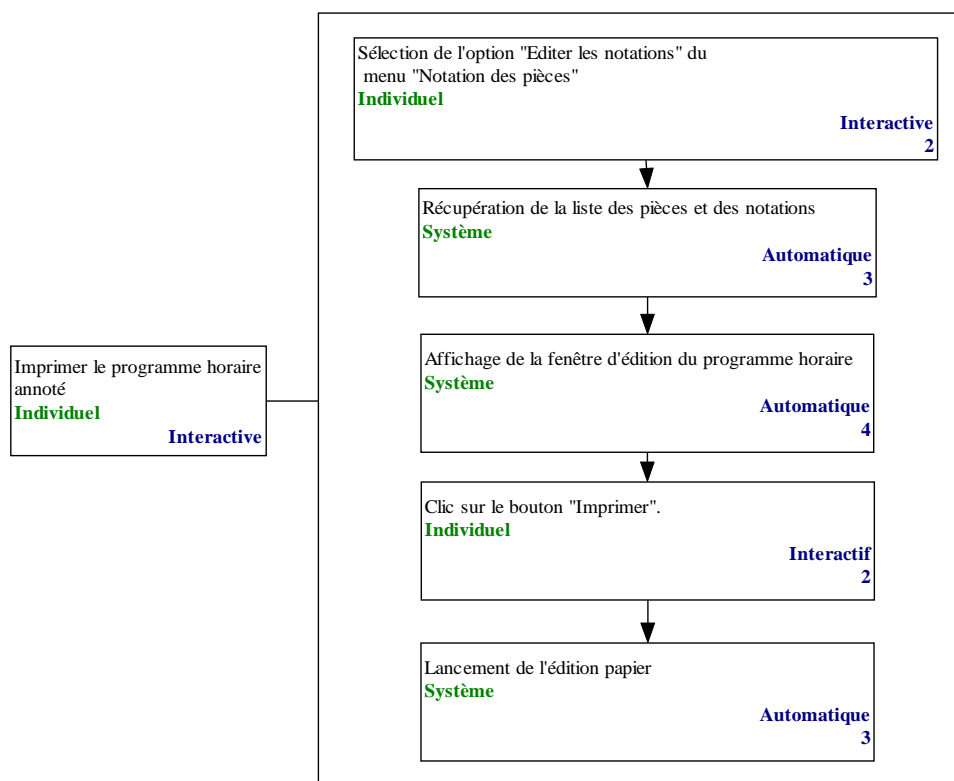 Imprimer le programme horaire
annoté
Individuel
Interactive
Sélection de l'option "Editer les notations" du
menu "Notation des pièces"
Individuel
Interactive
2
Récupération de la liste des pièces et des notations
Système
Automatique
3
Affichage de la fenêtre d'édition du programme horaire
Système
Automatique
4
Clic sur le bouton "Imprimer".
Individuel
Interactif
2
Lancement de l'édition papier
Système
Automatique
3